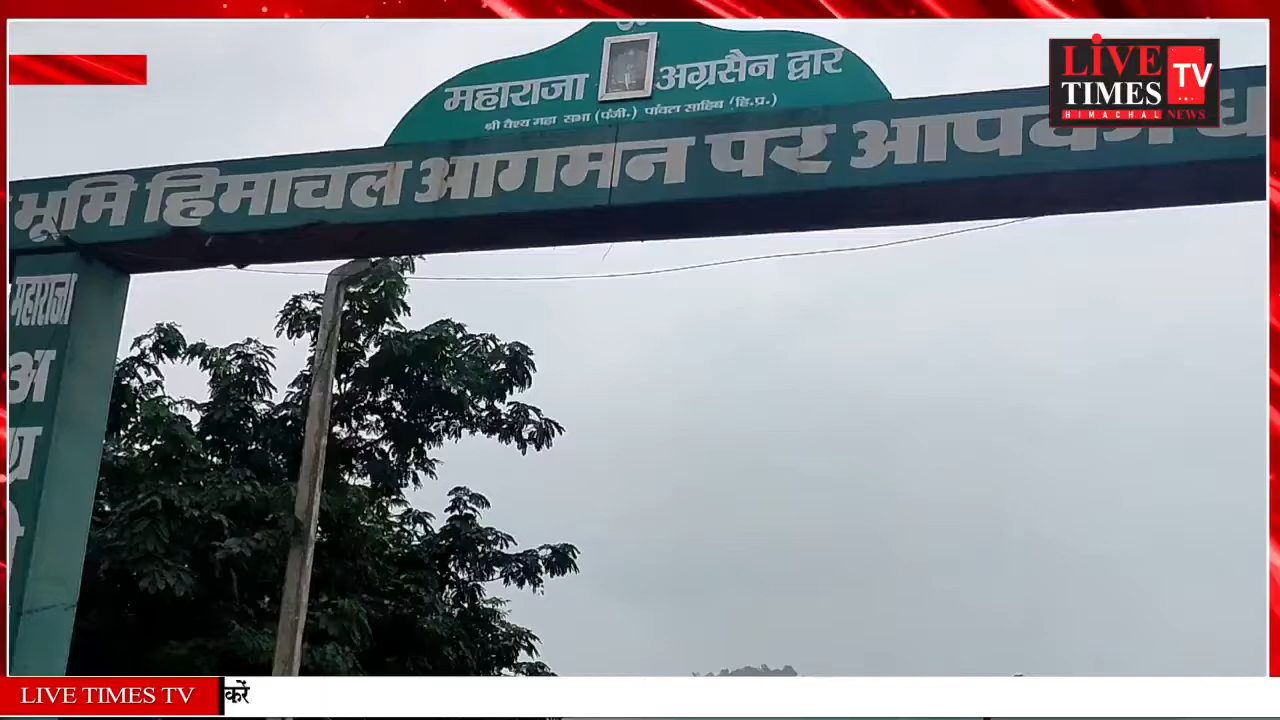 LIVE
TIMES TV
HIMACHAL NEWS
महाराजा अग्रसैन द्वार
श्री वैश्य महा सभा (पंजी.) पांवटा साहिब (हि.प्र.)
भूमि हिमाचल आगमन पर आपका
महाराजा
अ
ग्र
LIVE TIMES TV
करें